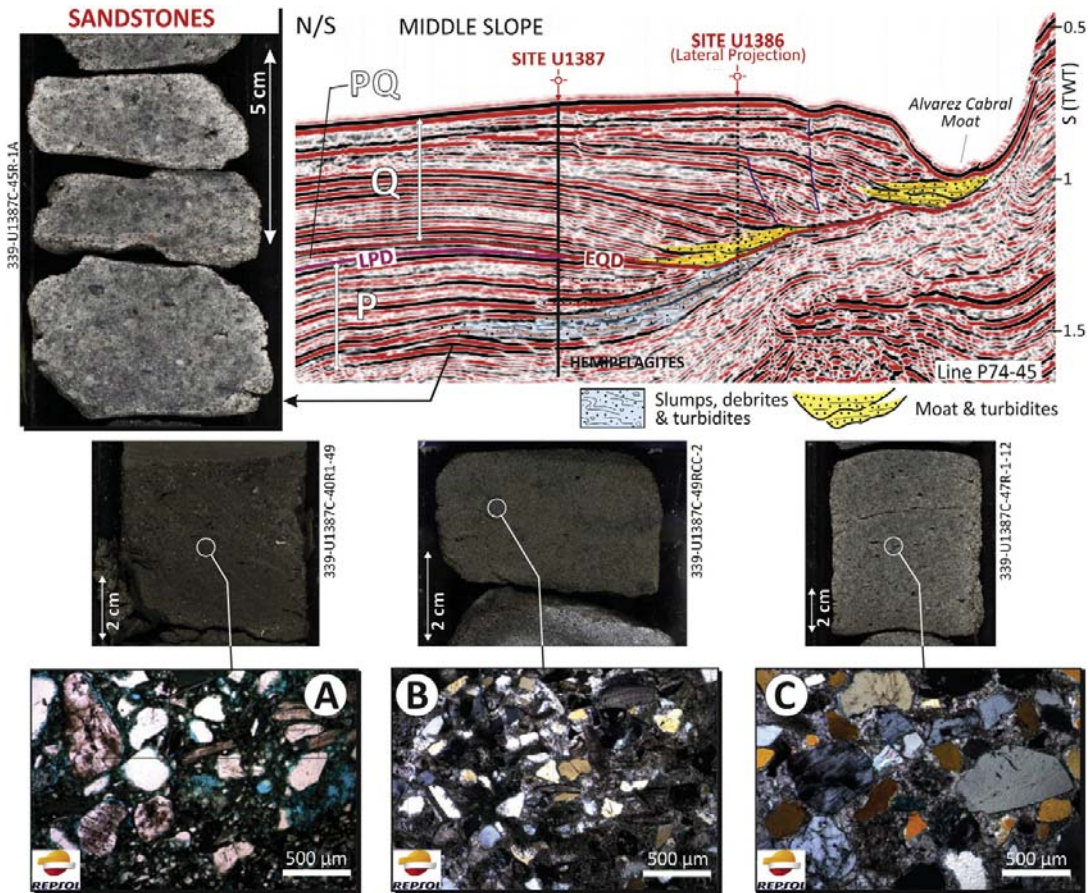 SANDSTONES
5 cm
339-U1387C-45R-1A
N/S
MIDDLE SLOPE
SITE U1387
SITE U1386
(Lateral Projection)
Alvarez Cabral
Moat
0.5
S (TWT)
1
1.5
PQ
Q
LPD
EQD
P
HEMIPELAGITES
Line P74-45
Slumps, debrites
& turbidites
Moat & turbidites
2 cm
339-U1387C-40R1-49
2 cm
339-U1387C-49RCC-2
2 cm
339-U1387C-47R-1-12
A
REPSOL
500 µm
B
REPSOL
500 µm
C
REPSOL
500 µm